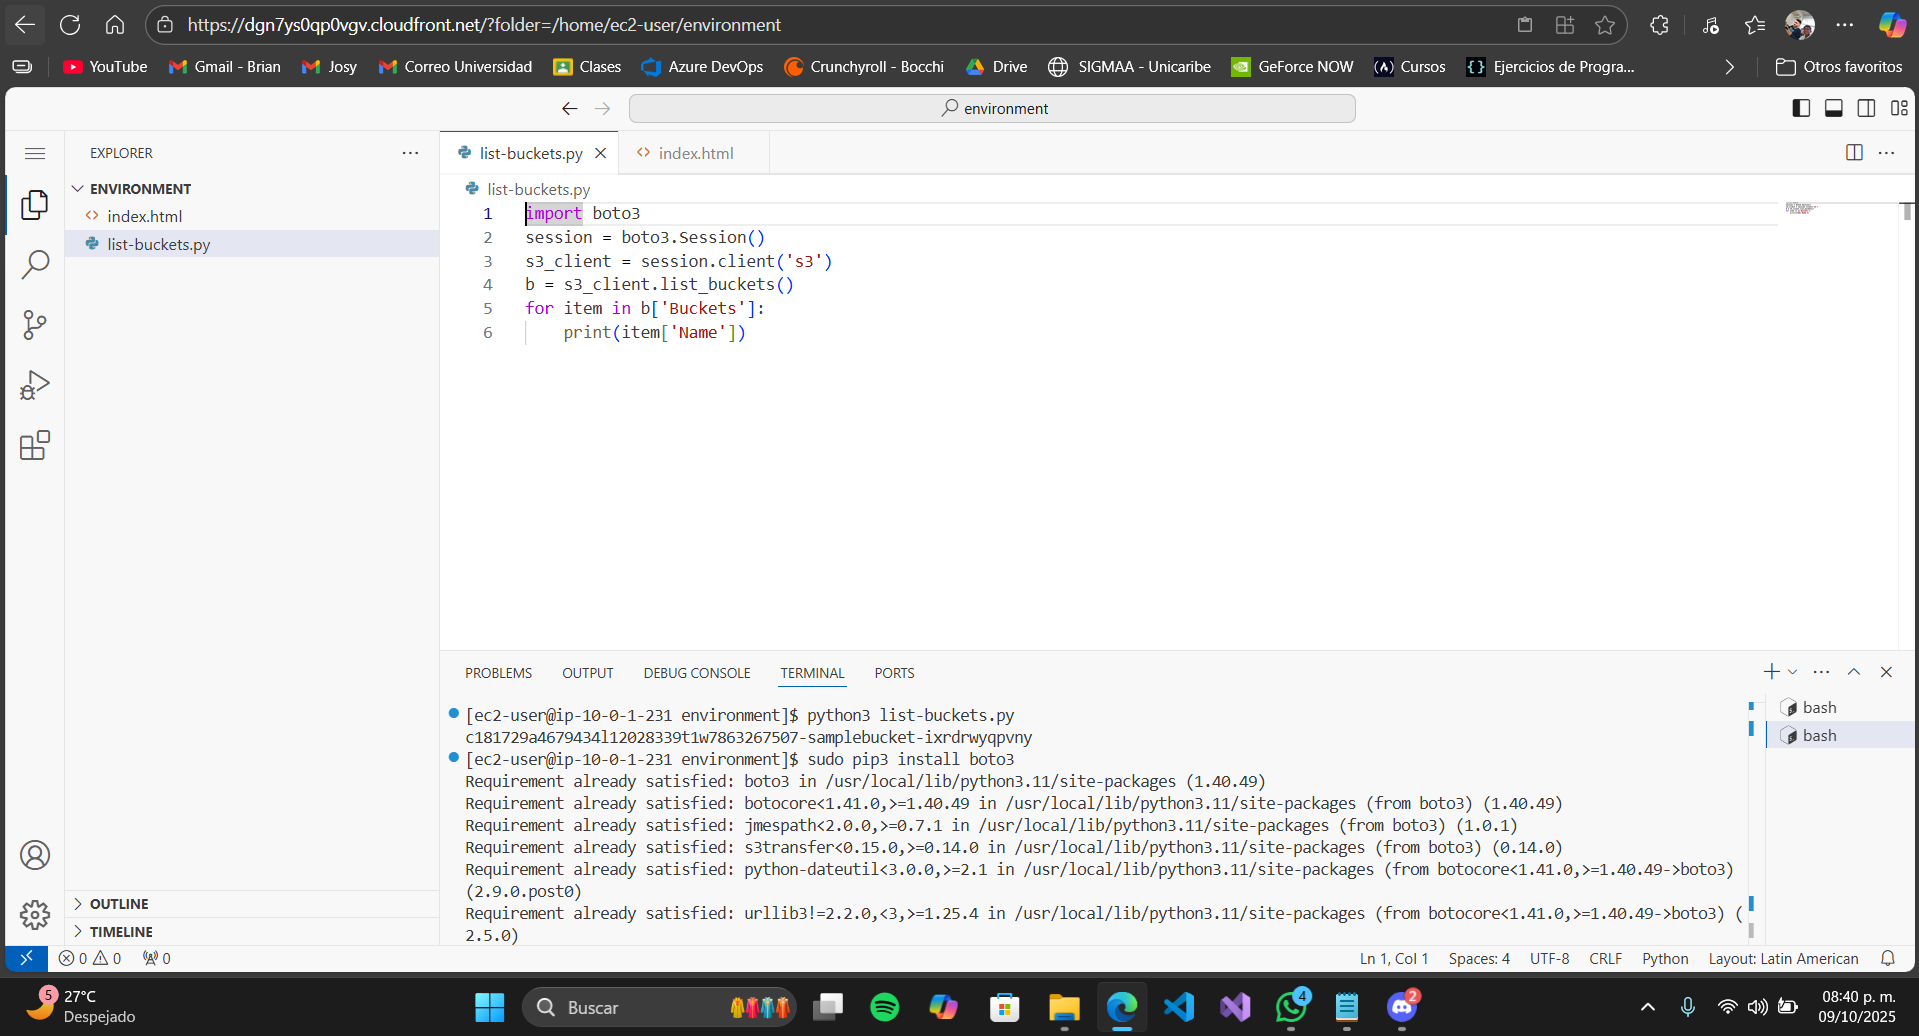 https://dgn7ys0qp0vgv.cloudfront.net/?folder=/home/ec2-user/environment
YouTube
Gmail - Brian
Josy
Correo Universidad
Clases
Azure DevOps
Crunchyroll - Bocchi
Drive
SIGMAA - Unicaribe
GeForce NOW
Cursos
Ejercicios de Progra...
Otros favoritos
environment
EXPLORER
ENVIRONMENT
index.html
list-buckets.py
OUTLINE
TIMELINE
list-buckets.py
index.html
list-buckets.py
1 import boto3
2 session = boto3.Session()
3 s3_client = session.client('s3')
4 b = s3_client.list_buckets()
5 for item in b['Buckets']:
6 print(item['Name'])
PROBLEMS
OUTPUT
DEBUG CONSOLE
TERMINAL
PORTS
[ec2-user@ip-10-0-1-231 environment]$ python3 list-buckets.py
c181729a4679434l12028339t1w7863267507-samplebucket-ixrdrwyqpvny
[ec2-user@ip-10-0-1-231 environment]$ sudo pip3 install boto3
Requirement already satisfied: boto3 in /usr/local/lib/python3.11/site-packages (1.40.49)
Requirement already satisfied: botocore<1.41.0,>=1.40.49 in /usr/local/lib/python3.11/site-packages (from boto3) (1.40.49)
Requirement already satisfied: jmespath<2.0.0,>=0.7.1 in /usr/local/lib/python3.11/site-packages (from boto3) (1.0.1)
Requirement already satisfied: s3transfer<0.15.0,>=0.14.0 in /usr/local/lib/python3.11/site-packages (from boto3) (0.14.0)
Requirement already satisfied: python-dateutil<3.0.0,>=2.1 in /usr/local/lib/python3.11/site-packages (from botocore<1.41.0,>=1.40.49->boto3)
(2.9.0.post0)
Requirement already satisfied: urllib3!=2.2.0,<3,>=1.25.4 in /usr/local/lib/python3.11/site-packages (from botocore<1.41.0,>=1.40.49->boto3) (
2.5.0)
bash
bash
0 0 0
Ln 1, Col 1
Spaces: 4
UTF-8
CRLF
Python
Layout: Latin American
5
27°C
Despejado
Buscar
4
2
08:40 p. m.
09/10/2025